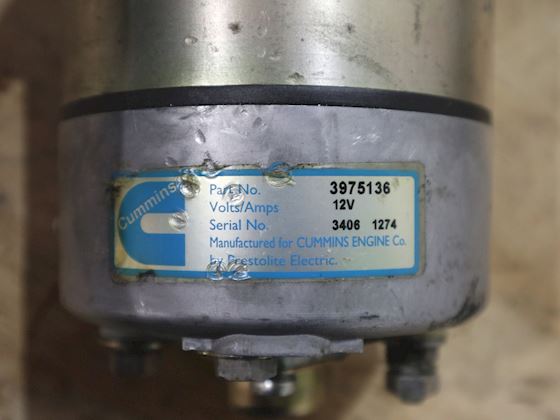 Cummins
Part No. 3975136
Volts/Amps 12V
Serial No. 3406 1274
Manufactured for CUMMINS ENGINE Co.
by Prestolite Electric.